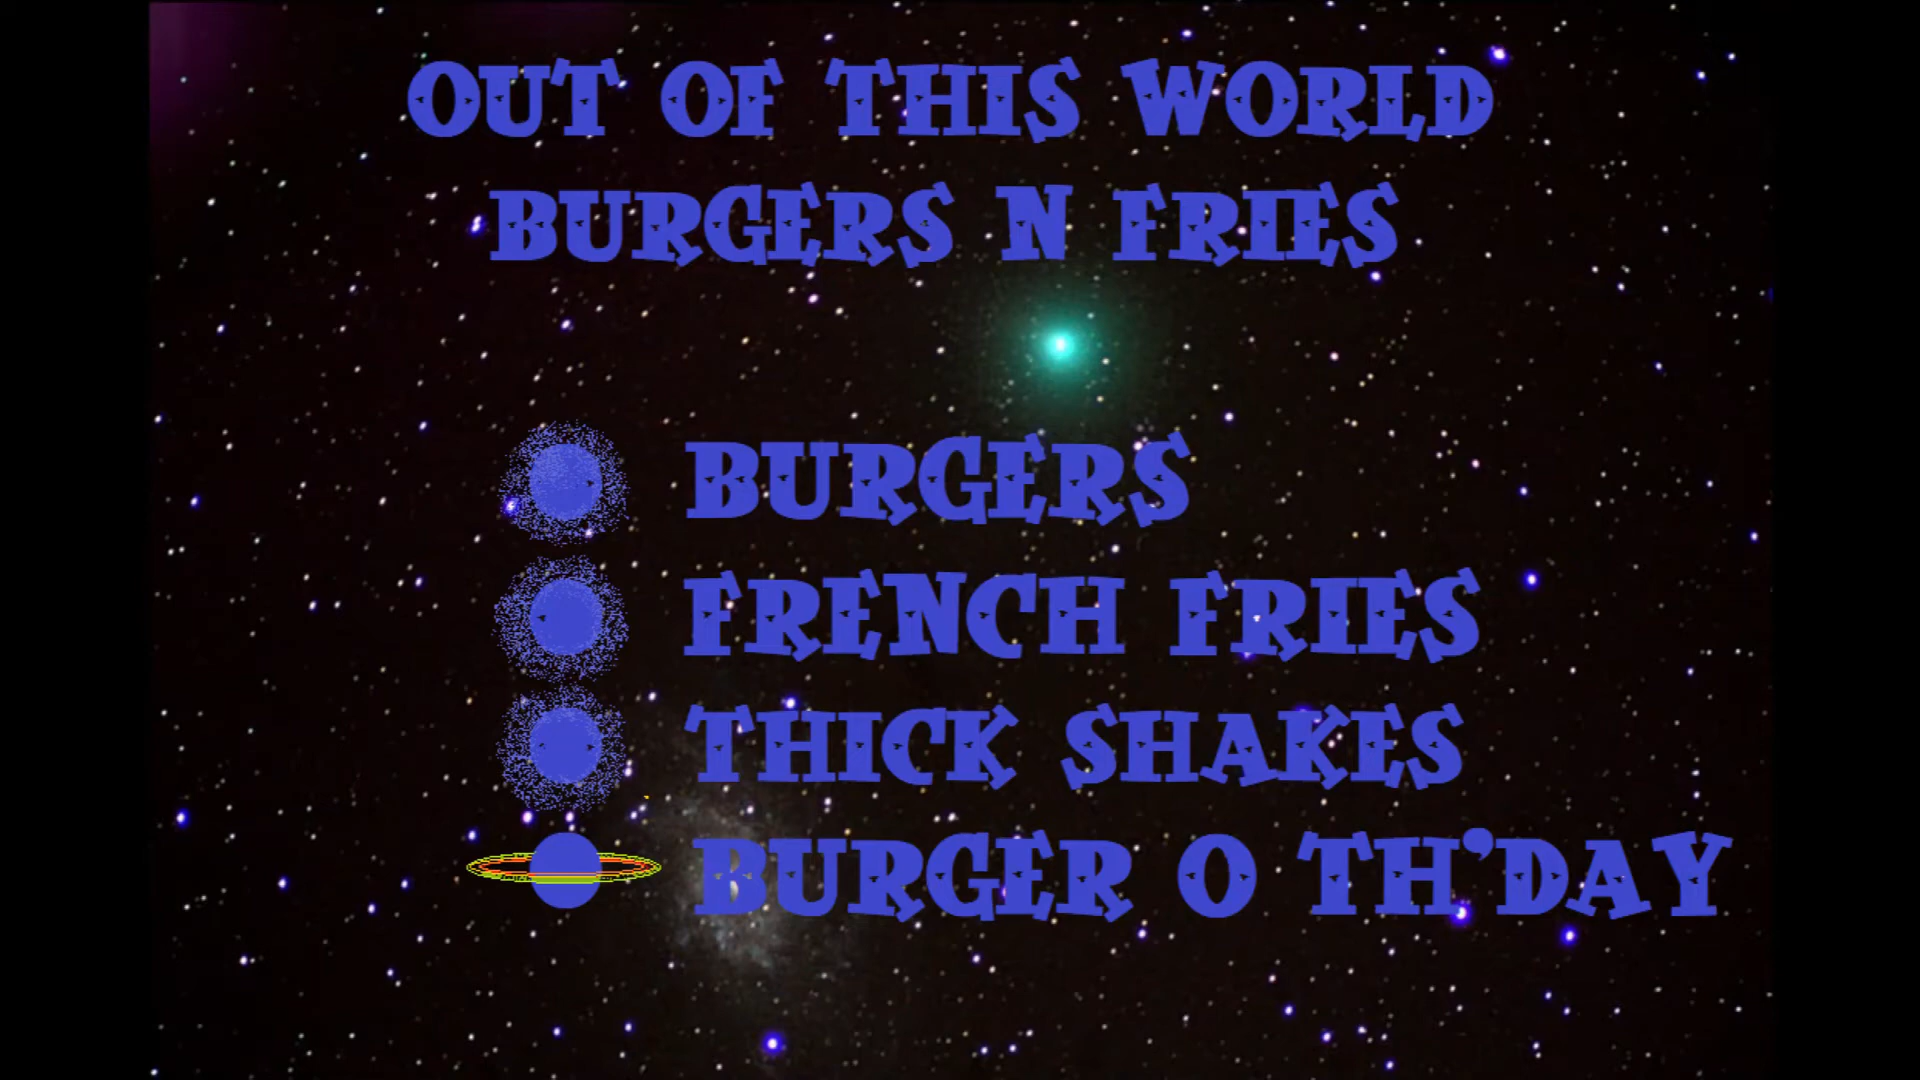 OUT OF THIS WORLD
BURGERS N FRIES
BURGERS
FRENCH FRIES
THICK SHAKES
BURGER O TH'DAY